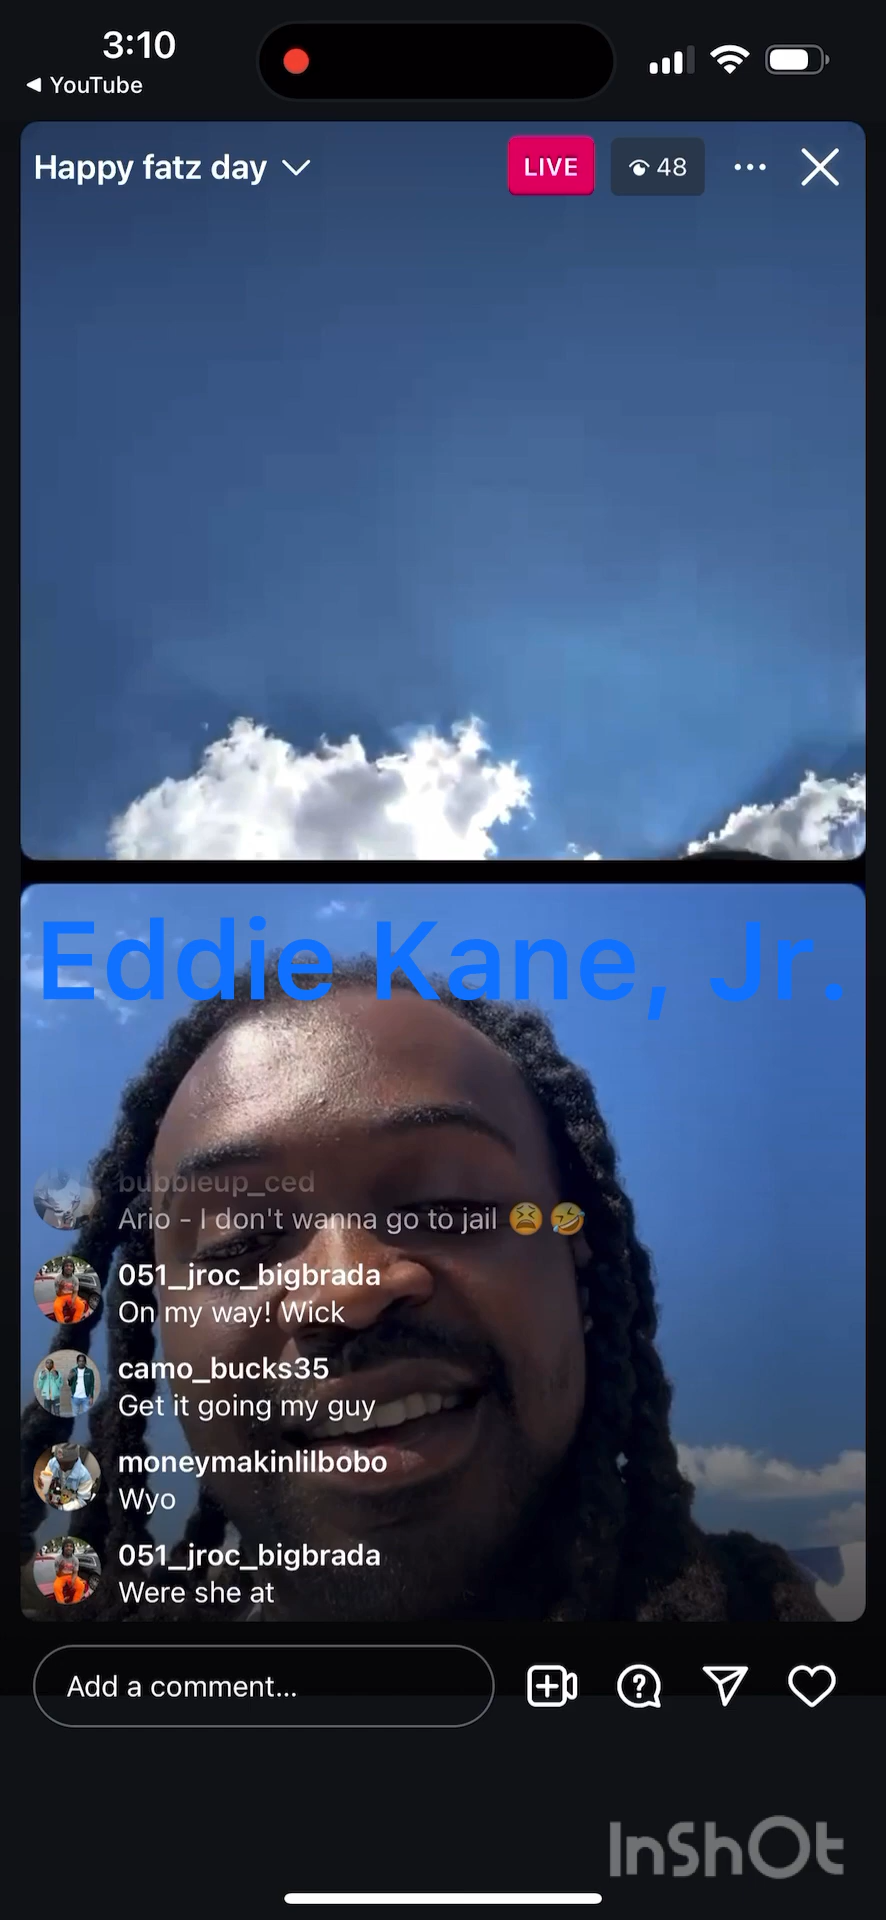 3:10
◀ YouTube
Happy fatz day
LIVE
48
Eddie Kane, Jr.
bubbleup_ced
Ario - I don't wanna go to jail 😫🤣
051_jroc_bigbrada
On my way! Wick
camo_bucks35
Get it going my guy
moneymakinlilbobo
Wyo
051_jroc_bigbrada
Were she at
Add a comment...
InShOt